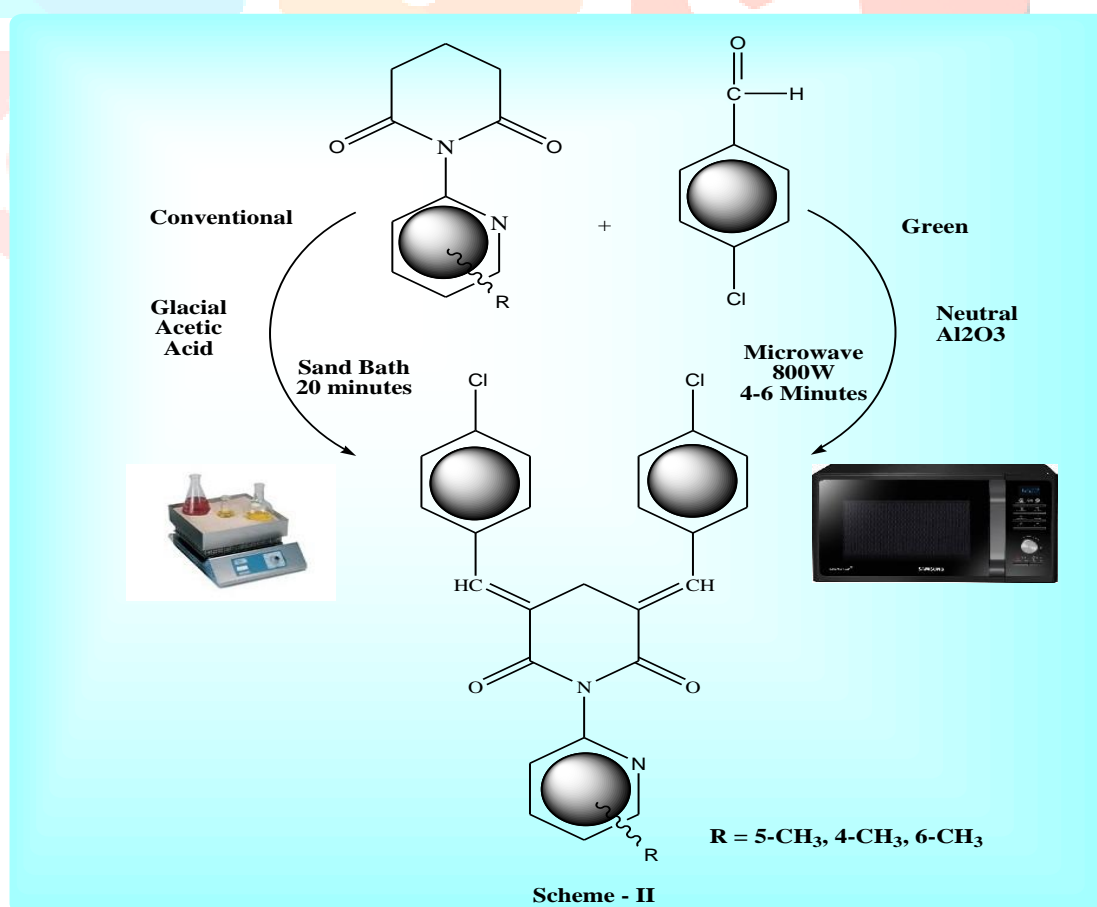 O
C
H
O
N
O
N
R
Conventional
+
Green
Cl
Glacial
Acetic
Acid
Neutral
Al2O3
Sand Bath
20 minutes
Microwave
800W
4-6 Minutes
Cl
Cl
HC
CH
O
N
O
N
R
SAMSUNG
R = 5-CH₃, 4-CH₃, 6-CH₃
Scheme - II